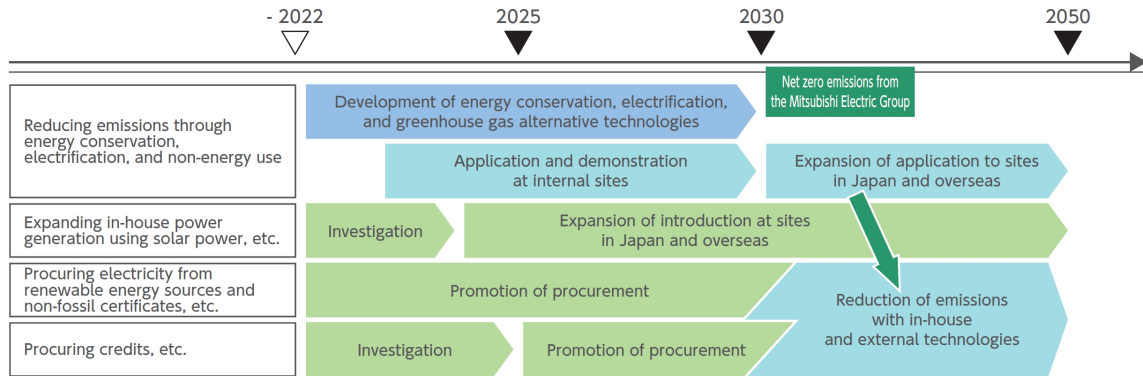 - 2022
2025
2030
2050
Net zero emissions from
the Mitsubishi Electric Group
Reducing emissions through
energy conservation,
electrification, and non-energy use
Development of energy conservation, electrification,
and greenhouse gas alternative technologies
Application and demonstration
at internal sites
Expansion of application to sites
in Japan and overseas
Expanding in-house power
generation using solar power, etc.
Investigation
Expansion of introduction at sites
in Japan and overseas
Procuring electricity from
renewable energy sources and
non-fossil certificates, etc.
Promotion of procurement
Reduction of emissions
with in-house
and external technologies
Procuring credits, etc.
Investigation
Promotion of procurement